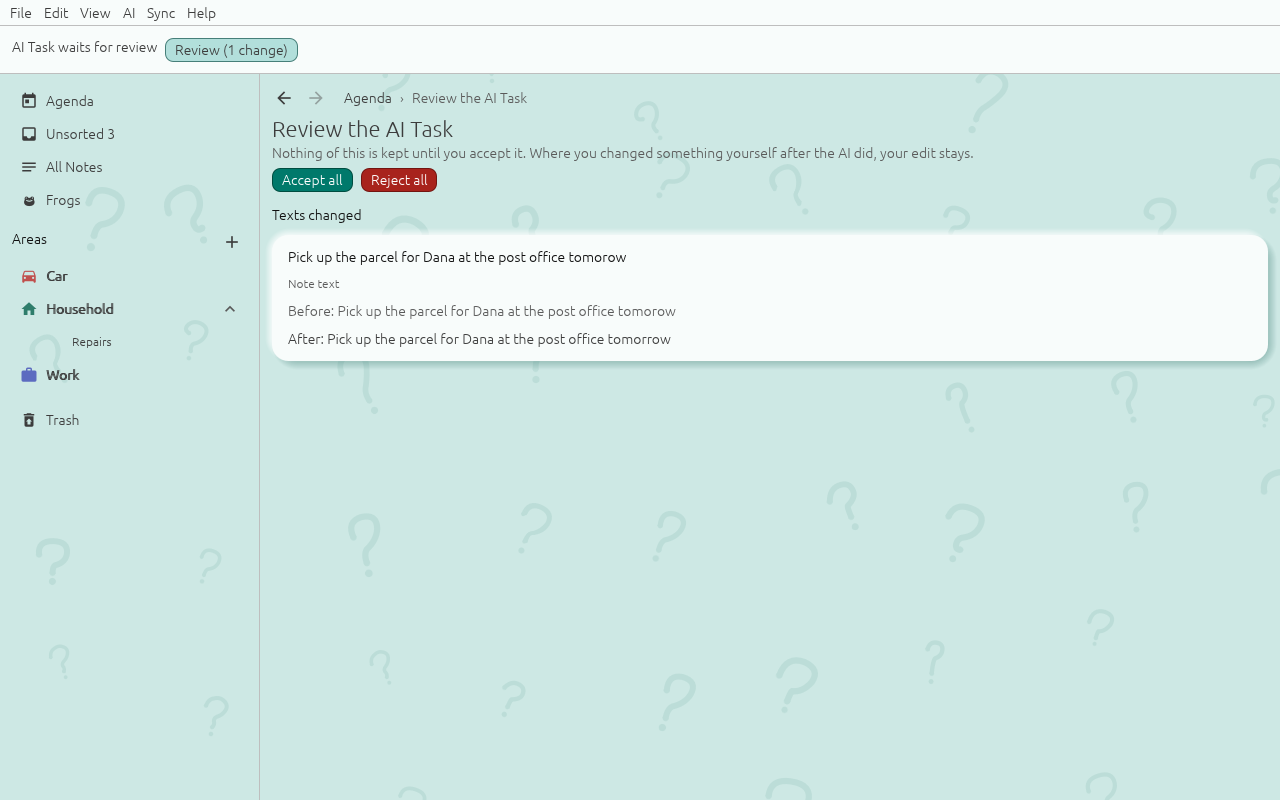 File Edit View AI Sync Help
AI Task waits for review Review (1 change)
Agenda
Unsorted 3
All Notes
Frogs
Areas
Car
Household
Repairs
Work
Trash
Agenda › Review the AI Task
Review the AI Task
Nothing of this is kept until you accept it. Where you changed something yourself after the AI did, your edit stays.
Accept all Reject all
Texts changed
Pick up the parcel for Dana at the post office tomorow
Note text
Before: Pick up the parcel for Dana at the post office tomorow
After: Pick up the parcel for Dana at the post office tomorrow